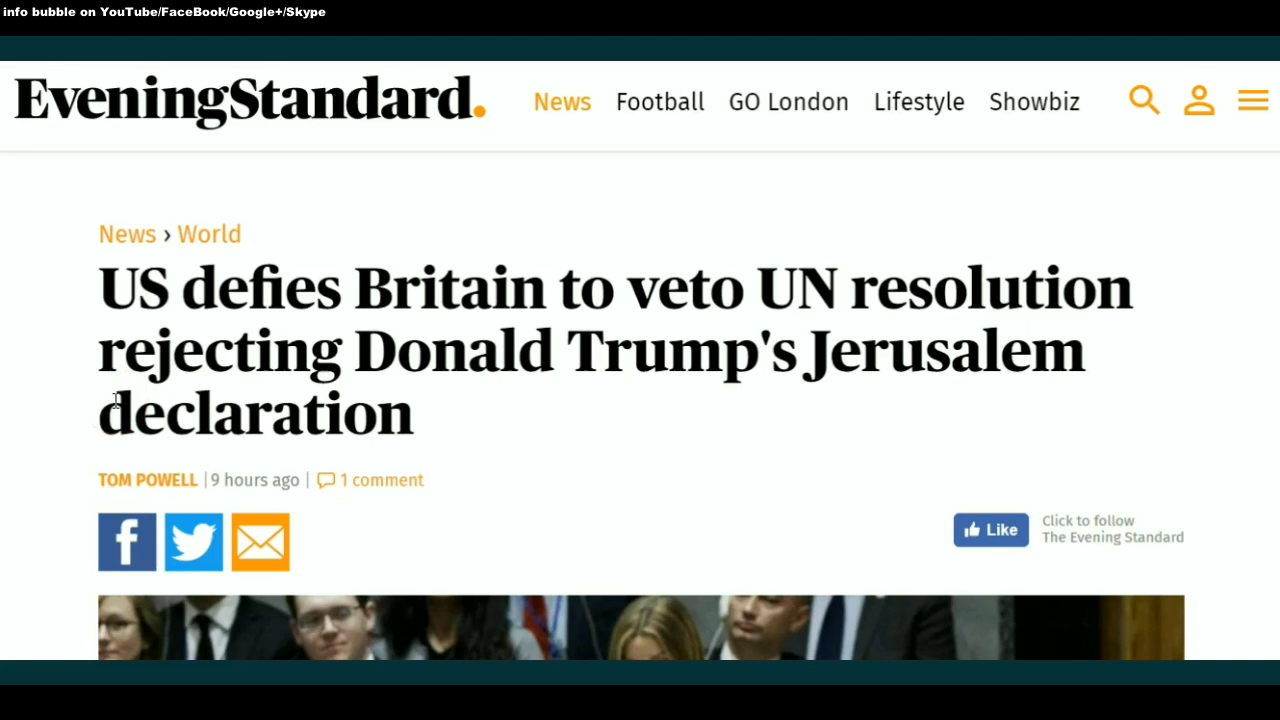 info bubble on YouTube/FaceBook/Google+/Skype
EveningStandard.
News Football GO London Lifestyle Showbiz
News › World
US defies Britain to veto UN resolution
rejecting Donald Trump's Jerusalem
declaration
TOM POWELL | 9 hours ago | 1 comment
f
Like
Click to follow
The Evening Standard